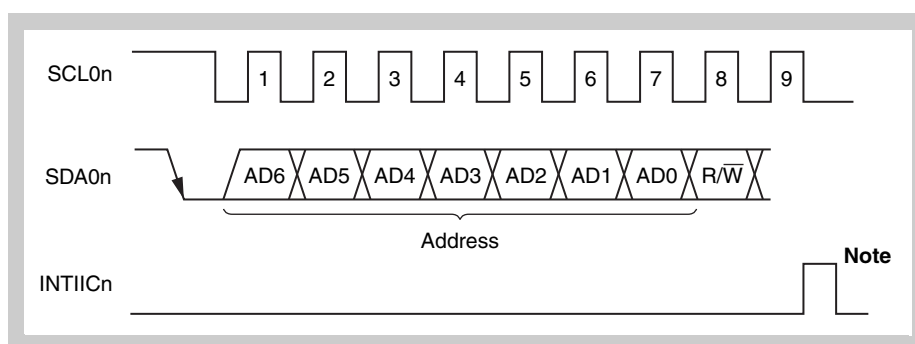 SCL0n 1 2 3 4 5 6 7 8 9
SDA0n AD6 AD5 AD4 AD3 AD2 AD1 AD0 R/W̅
Address
Note
INTIICn